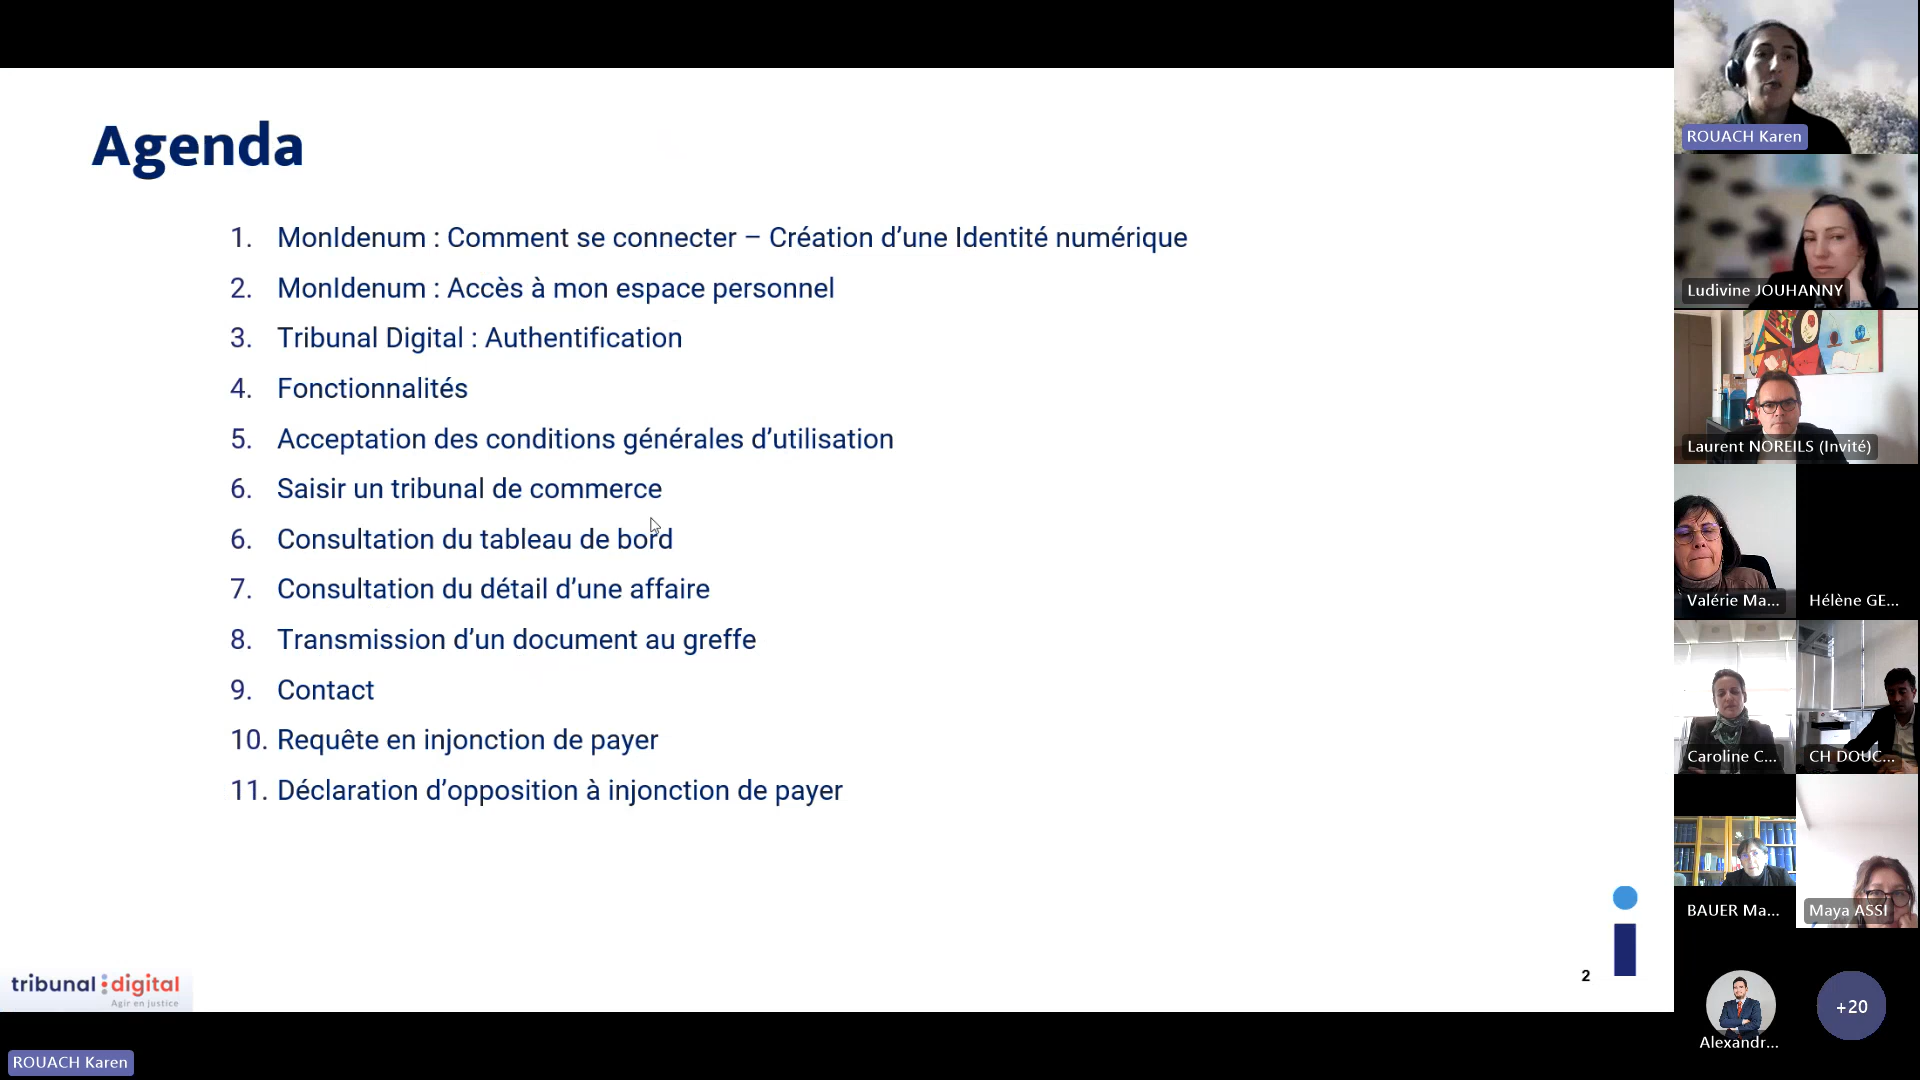 Agenda
1. MonIdenum : Comment se connecter – Création d’une Identité numérique
2. MonIdenum : Accès à mon espace personnel
3. Tribunal Digital : Authentification
4. Fonctionnalités
5. Acceptation des conditions générales d’utilisation
6. Saisir un tribunal de commerce
6. Consultation du tableau de bord
7. Consultation du détail d’une affaire
8. Transmission d’un document au greffe
9. Contact
10. Requête en injonction de payer
11. Déclaration d’opposition à injonction de payer
2
tribunal:digital
Agir en justice
ROUACH Karen
ROUACH Karen
Ludivine JOUHANNY
Laurent NOREILS (Invité)
Valérie Ma...
Hélène GE...
Caroline C...
CH DOUC...
BAUER Ma...
Maya ASSI
Alexandr...
+20